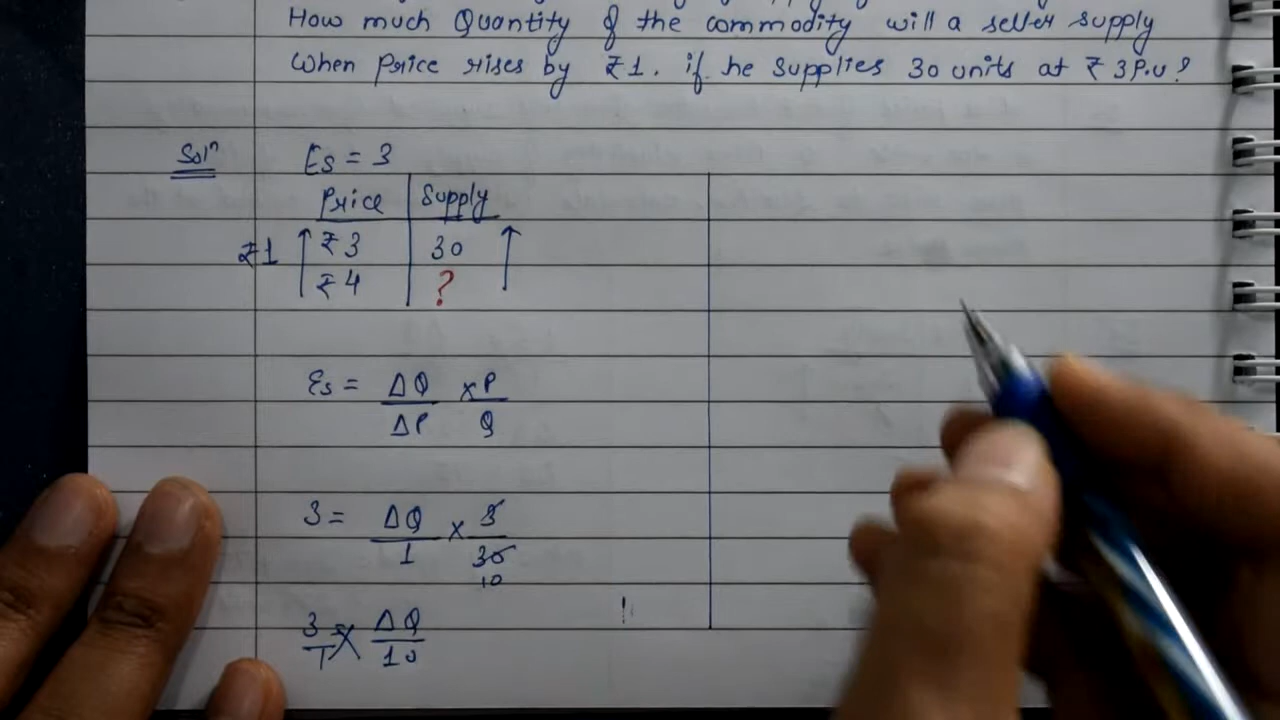 How much Quantity of the commodity will a seller supply
when price rises by ₹1. if he supplies 30 units at ₹ 3P.U?
Solⁿ
Es = 3
Price Supply
₹1 ₹3 30
₹4 ?
Es = ΔQ/ΔP × P/Q
3 = ΔQ/1 × 3/30
10
3/1 = ΔQ/10